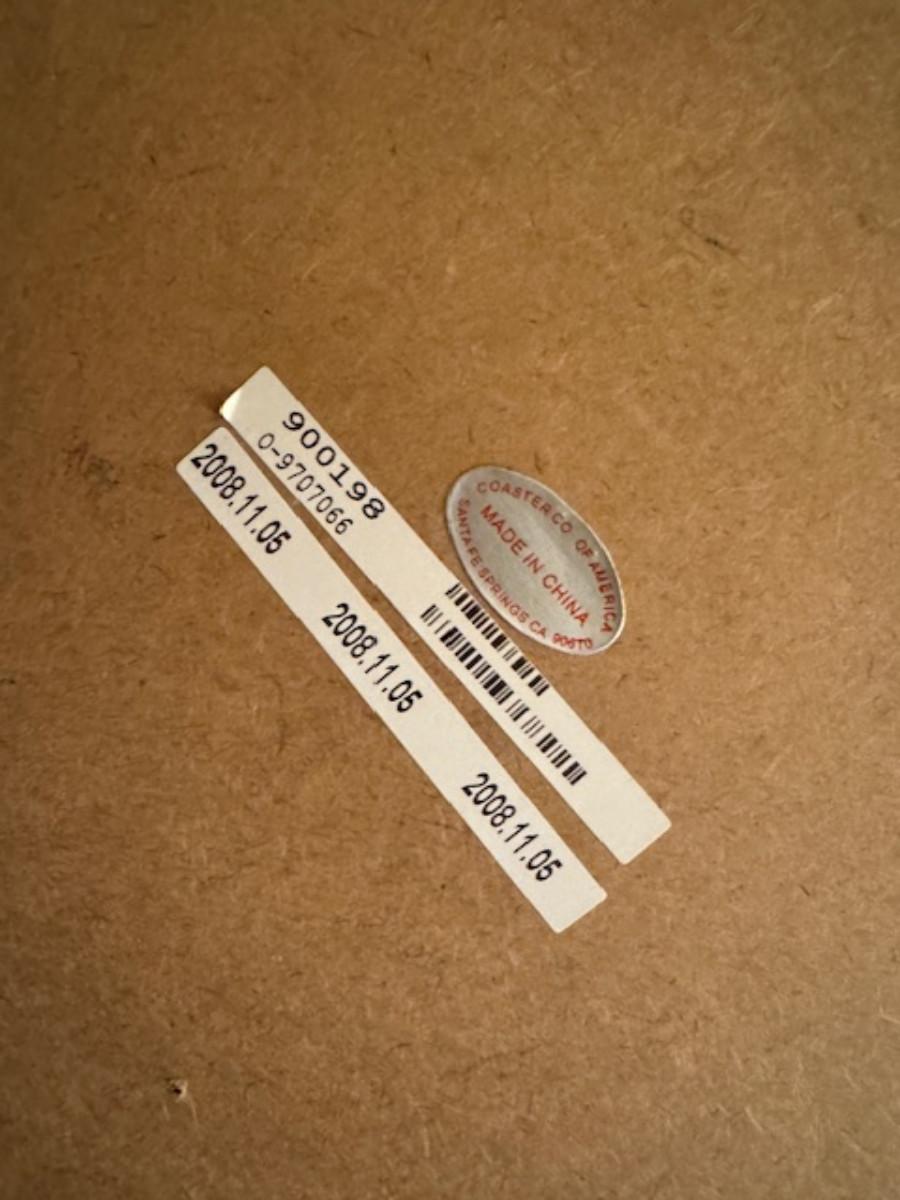 900198
0-9707066
2008.11.05
2008.11.05
2008.11.05
COASTER CO OF AMERICA
MADE IN CHINA
SANTA FE SPRINGS CA 90670